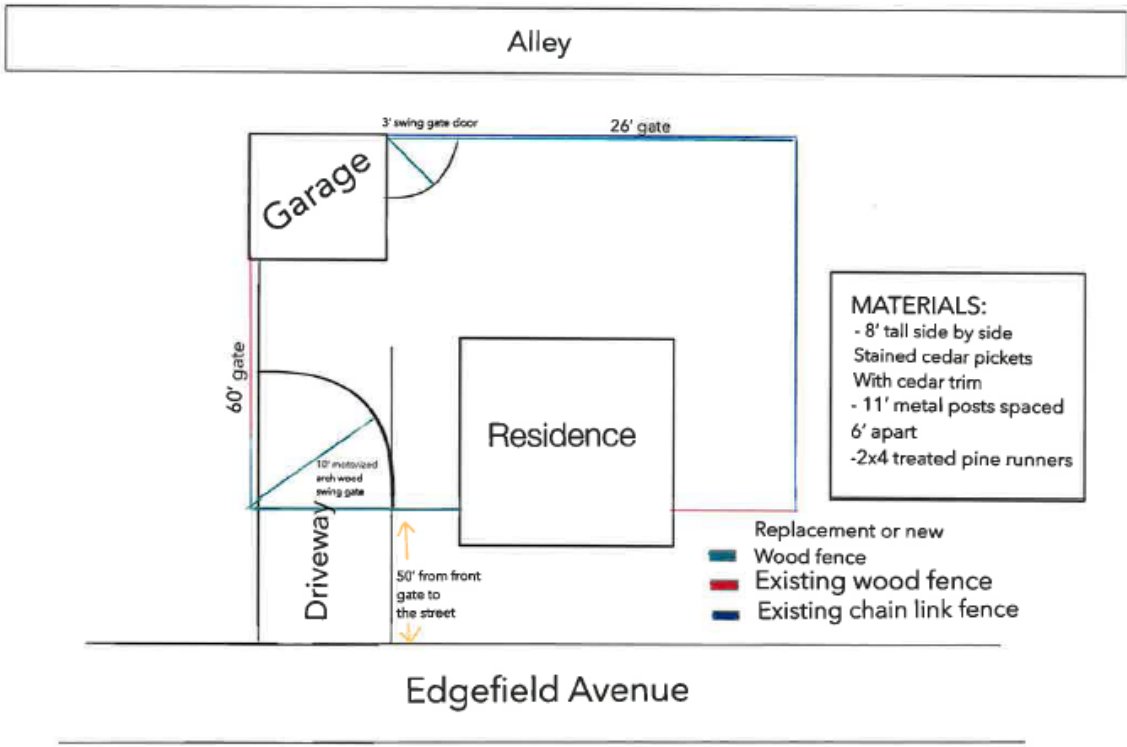 Alley
3' swing gate door
26' gate
Garage
60' gate
10' motorized
arch wood
swing gate
Driveway
Residence
50' from front
gate to
the street
MATERIALS:
- 8' tall side by side
Stained cedar pickets
With cedar trim
- 11' metal posts spaced
6' apart
-2x4 treated pine runners
Replacement or new
Wood fence
Existing wood fence
Existing chain link fence
Edgefield Avenue